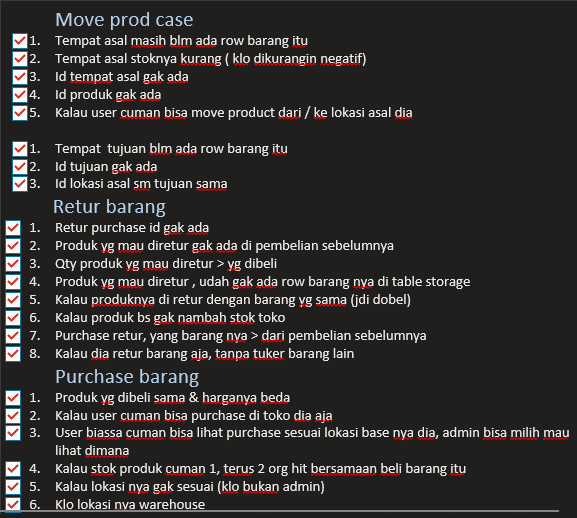 Move prod case
1. Tempat asal masih blm ada row barang itu
2. Tempat asal stoknya kurang ( klo dikurangin negatif)
3. Id tempat asal gak ada
4. Id produk gak ada
5. Kalau user cuman bisa move product dari / ke lokasi asal dia
1. Tempat  tujuan blm ada row barang itu
2. Id tujuan gak ada
3. Id lokasi asal sm tujuan sama
Retur barang
1. Retur purchase id gak ada
2. Produk yg mau diretur gak ada di pembelian sebelumnya
3. Qty produk yg mau diretur > yg dibeli
4. Produk yg mau diretur , udah gak ada row barang nya di table storage
5. Kalau produknya di retur dengan barang yg sama (jdi dobel)
6. Kalau produk bs gak nambah stok toko
7. Purchase retur, yang barang nya > dari pembelian sebelumnya
8. Kalau dia retur barang aja, tanpa tuker barang lain
Purchase barang
1. Produk yg dibeli sama & harganya beda
2. Kalau user cuman bisa purchase di toko dia aja
3. User biassa cuman bisa lihat purchase sesuai lokasi base nya dia, admin bisa milih mau
lihat dimana
4. Kalau stok produk cuman 1, terus 2 org hit bersamaan beli barang itu
5. Kalau lokasi nya gak sesuai (klo bukan admin)
6. Klo lokasi nya warehouse